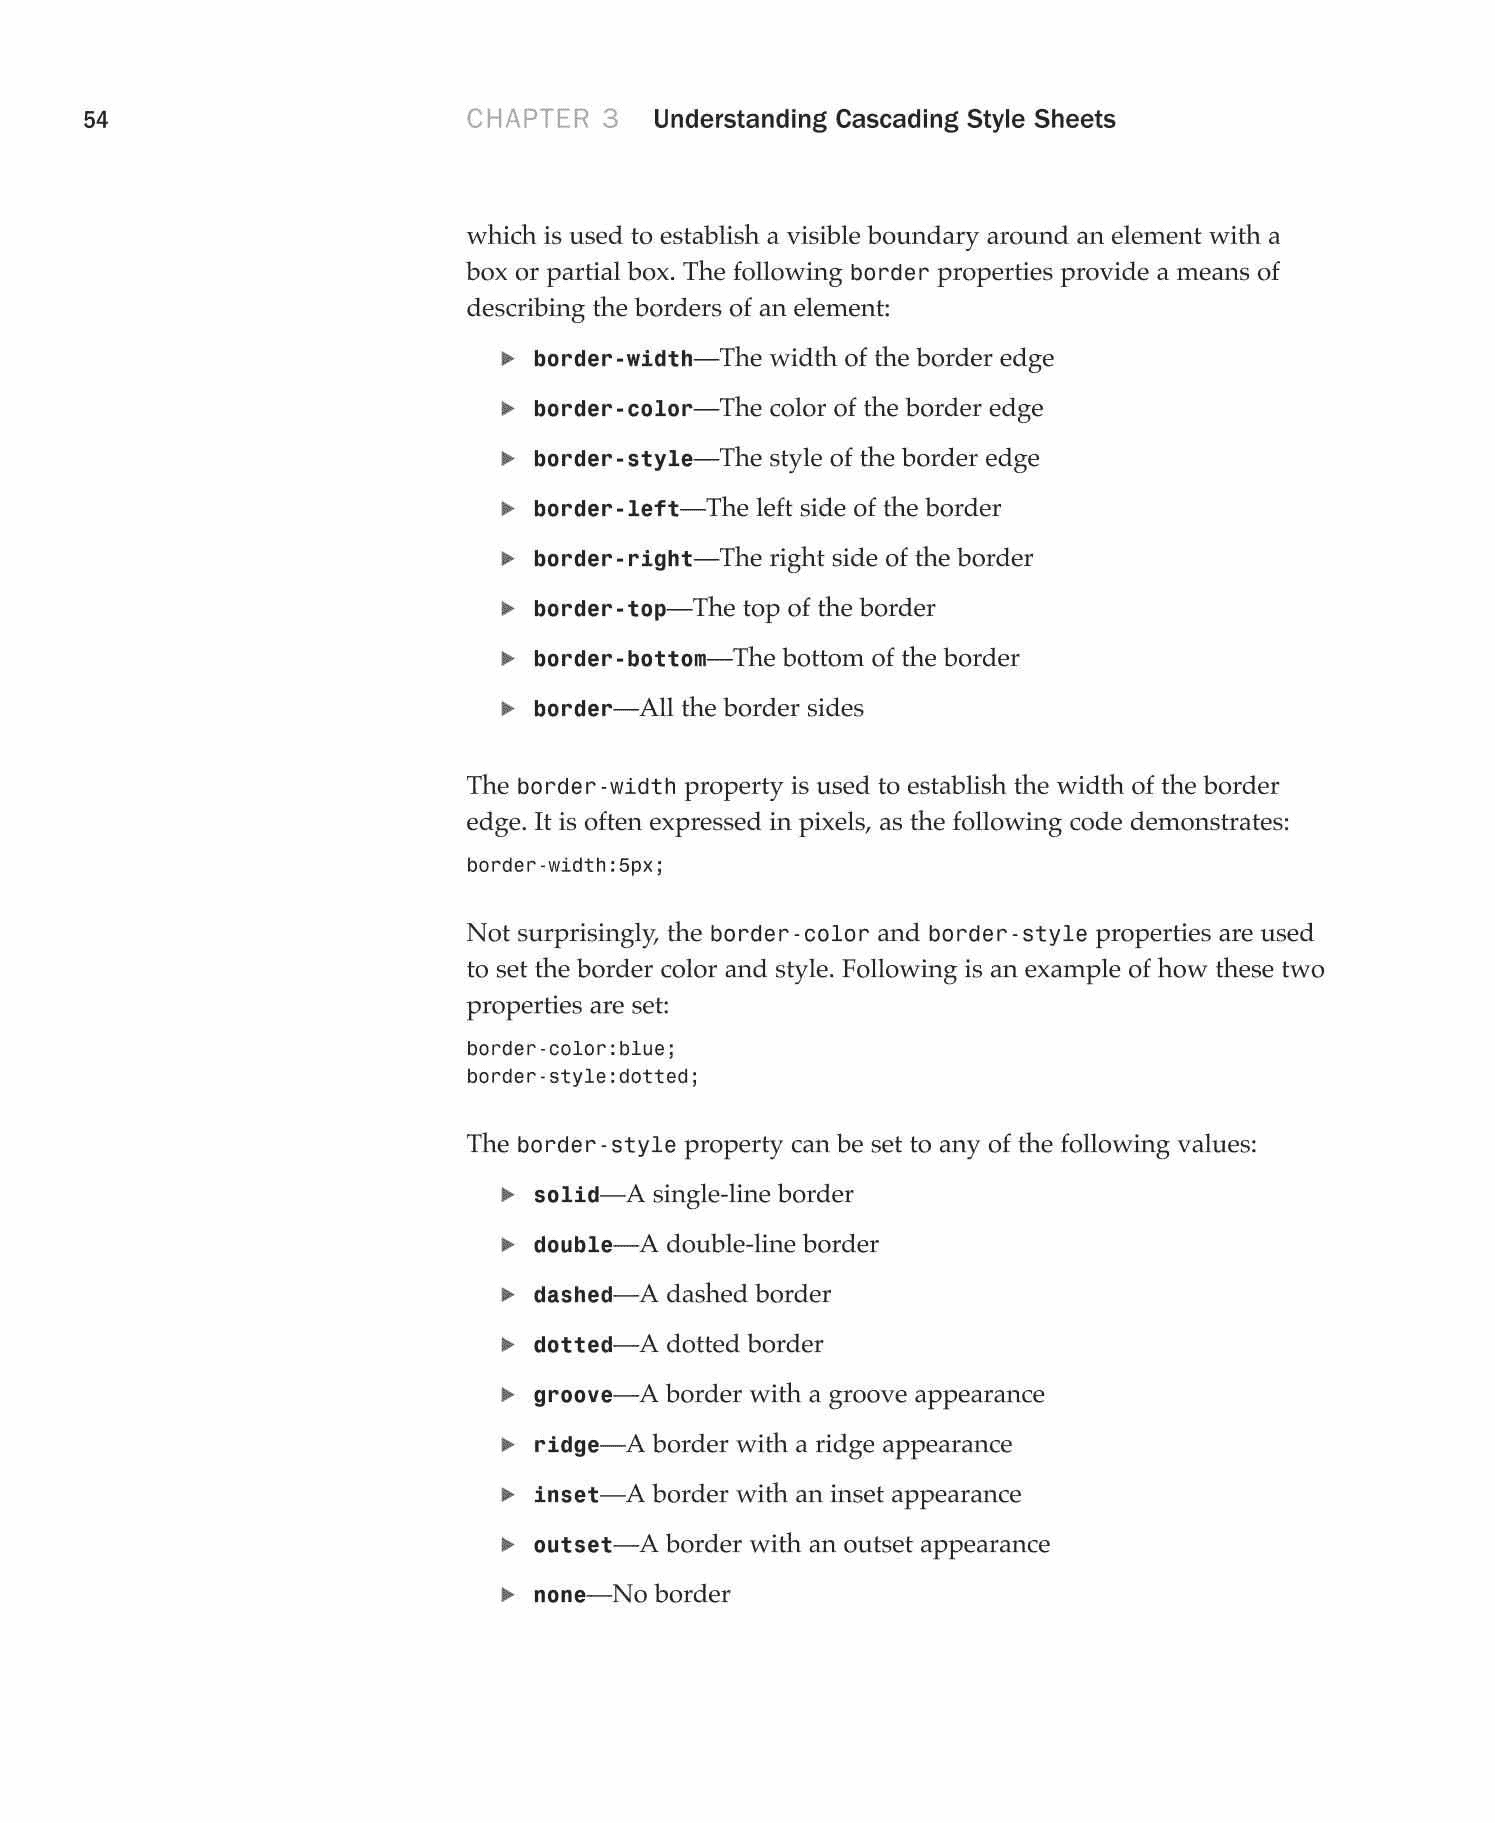 54
CHAPTER 3 Understanding Cascading Style Sheets
which is used to establish a visible boundary around an element with a
box or partial box. The following border properties provide a means of
describing the borders of an element:
▶ border-width—The width of the border edge
▶ border-color—The color of the border edge
▶ border-style—The style of the border edge
▶ border-left—The left side of the border
▶ border-right—The right side of the border
▶ border-top—The top of the border
▶ border-bottom—The bottom of the border
▶ border—All the border sides
The border-width property is used to establish the width of the border
edge. It is often expressed in pixels, as the following code demonstrates:
border-width:5px;
Not surprisingly, the border-color and border-style properties are used
to set the border color and style. Following is an example of how these two
properties are set:
border-color:blue;
border-style:dotted;
The border-style property can be set to any of the following values:
▶ solid—A single-line border
▶ double—A double-line border
▶ dashed—A dashed border
▶ dotted—A dotted border
▶ groove—A border with a groove appearance
▶ ridge—A border with a ridge appearance
▶ inset—A border with an inset appearance
▶ outset—A border with an outset appearance
▶ none—No border